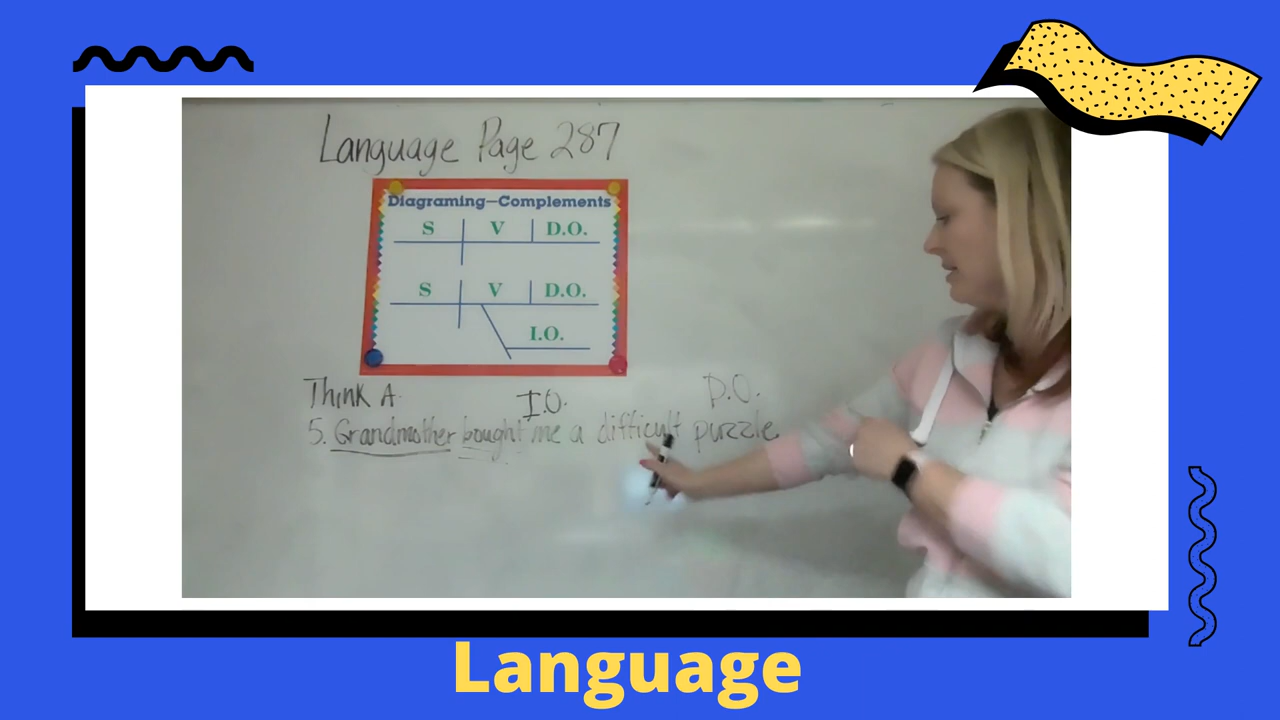 Language Page 287
Diagraming—Complements
S V D.O.
S V D.O.
I.O.
Think A.
I.O. D.O.
5. Grandmother bought me a difficult puzzle.
Language